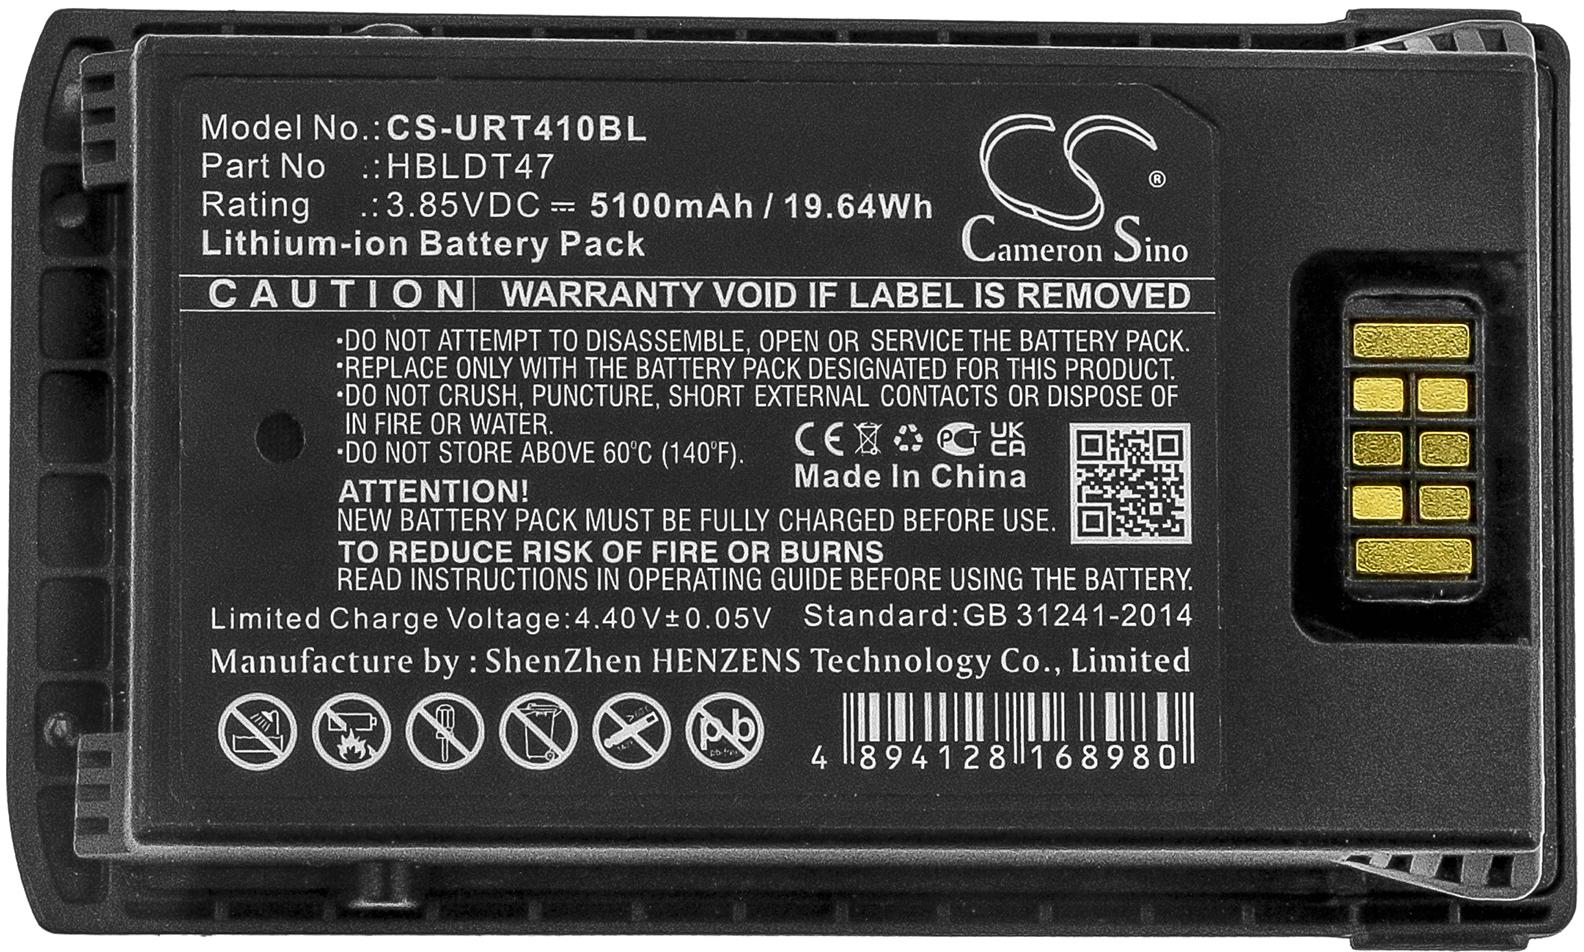 Model No.:CS-URT410BL
Part No .:HBLDT47
Rating .:3.85VDC ⎓ 5100mAh / 19.64Wh
Lithium-ion Battery Pack
CS®
Cameron Sino
CAUTION WARRANTY VOID IF LABEL IS REMOVED
•DO NOT ATTEMPT TO DISASSEMBLE, OPEN OR SERVICE THE BATTERY PACK.
•REPLACE ONLY WITH THE BATTERY PACK DESIGNATED FOR THIS PRODUCT.
•DO NOT CRUSH, PUNCTURE, SHORT EXTERNAL CONTACTS OR DISPOSE OF
IN FIRE OR WATER.
•DO NOT STORE ABOVE 60°C (140°F).
CE PCT UKCA
Made In China
ATTENTION!
NEW BATTERY PACK MUST BE FULLY CHARGED BEFORE USE.
TO REDUCE RISK OF FIRE OR BURNS
READ INSTRUCTIONS IN OPERATING GUIDE BEFORE USING THE BATTERY.
Limited Charge Voltage:4.40V±0.05V Standard:GB 31241-2014
Manufacture by : ShenZhen HENZENS Technology Co., Limited
pb
pb-free
4 894128 168980